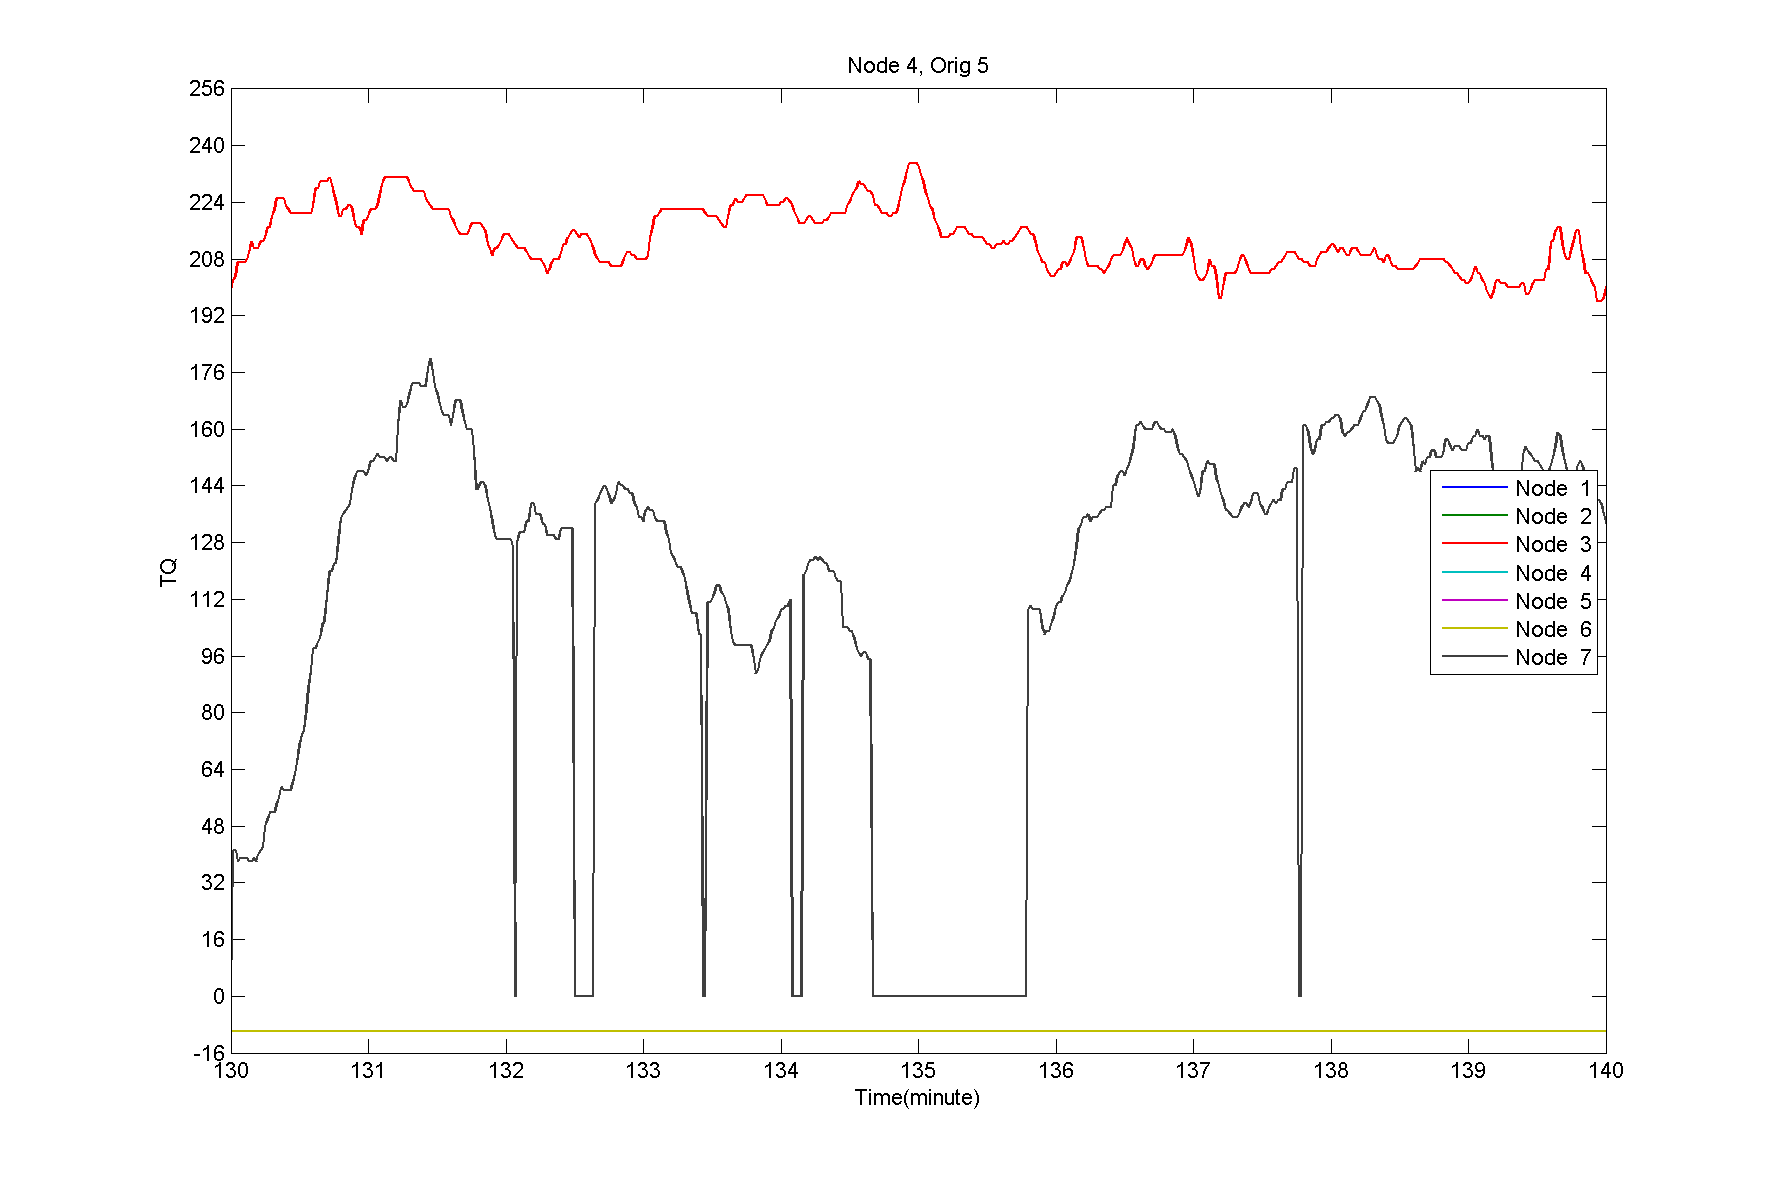 Node 4, Orig 5
256
240
224
208
192
176
160
144
128
112
96
80
64
48
32
16
0
-16
TQ
Node 1
Node 2
Node 3
Node 4
Node 5
Node 6
Node 7
130 131 132 133 134 135 136 137 138 139 140
Time(minute)